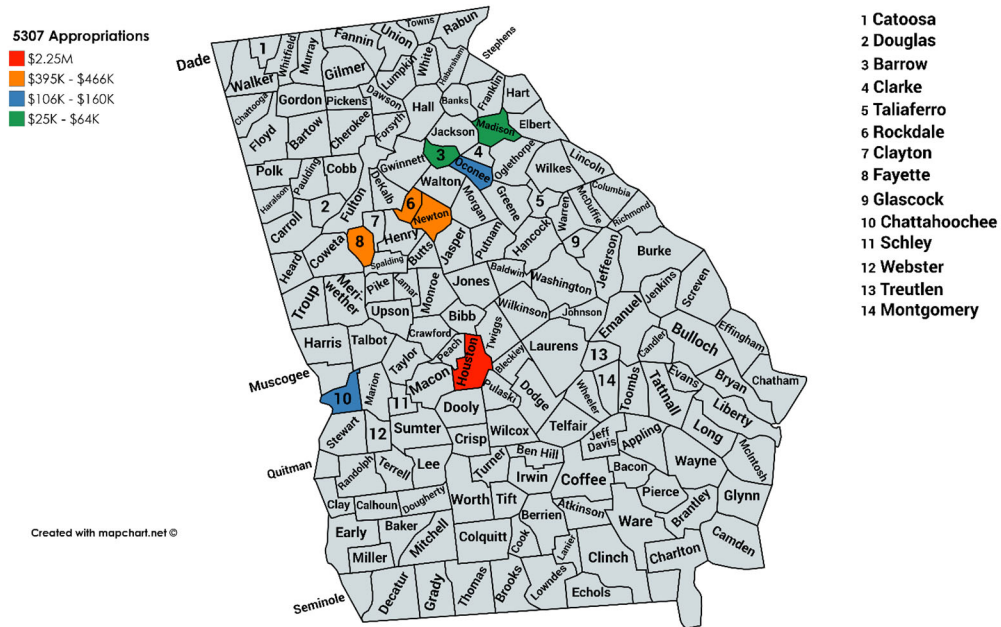 5307 Appropriations
$2.25M
$395K - $466K
$106K - $160K
$25K - $64K
1 Catoosa
2 Douglas
3 Barrow
4 Clarke
5 Taliaferro
6 Rockdale
7 Clayton
8 Fayette
9 Glascock
10 Chattahoochee
11 Schley
12 Webster
13 Treutlen
14 Montgomery
Dade
1
Walker
Whitfield
Murray
Fannin
Union
Towns
Rabun
Gilmer
Lumpkin
White
Habersham
Stephens
Chattooga
Gordon
Pickens
Dawson
Hall
Banks
Franklin
Hart
Floyd
Bartow
Cherokee
Forsyth
Jackson
Madison
Elbert
Polk
Paulding
Cobb
Gwinnett
3
4
Oconee
Oglethorpe
Wilkes
Lincoln
Haralson
2
Fulton
DeKalb
Walton
Morgan
Greene
5
Warren
McDuffie
Columbia
Richmond
Carroll
7
6
Newton
8
Henry
Coweta
Heard
Spalding
Butts
Jasper
Putnam
Hancock
9
Jefferson
Burke
Troup
Meri-
wether
Pike
Lamar
Monroe
Jones
Baldwin
Washington
Jenkins
Screven
Upson
Bibb
Wilkinson
Johnson
Emanuel
Harris
Talbot
Crawford
Twiggs
Laurens
Candler
Bulloch
Effingham
Muscogee
Taylor
Peach
Houston
Bleckley
13
10
Marion
Macon
Pulaski
Dodge
Wheeler
14
Toombs
Tattnall
Evans
Bryan
Chatham
11
Dooly
Stewart
12
Sumter
Crisp
Wilcox
Telfair
Jeff
Davis
Appling
Long
Liberty
Quitman
Randolph
Terrell
Lee
Turner
Ben Hill
Irwin
Coffee
Bacon
Wayne
McIntosh
Clay
Calhoun
Dougherty
Worth
Tift
Pierce
Brantley
Glynn
Early
Baker
Mitchell
Colquitt
Berrien
Cook
Atkinson
Ware
Miller
Lanier
Clinch
Charlton
Camden
Seminole
Decatur
Grady
Thomas
Brooks
Lowndes
Echols
Created with mapchart.net ©